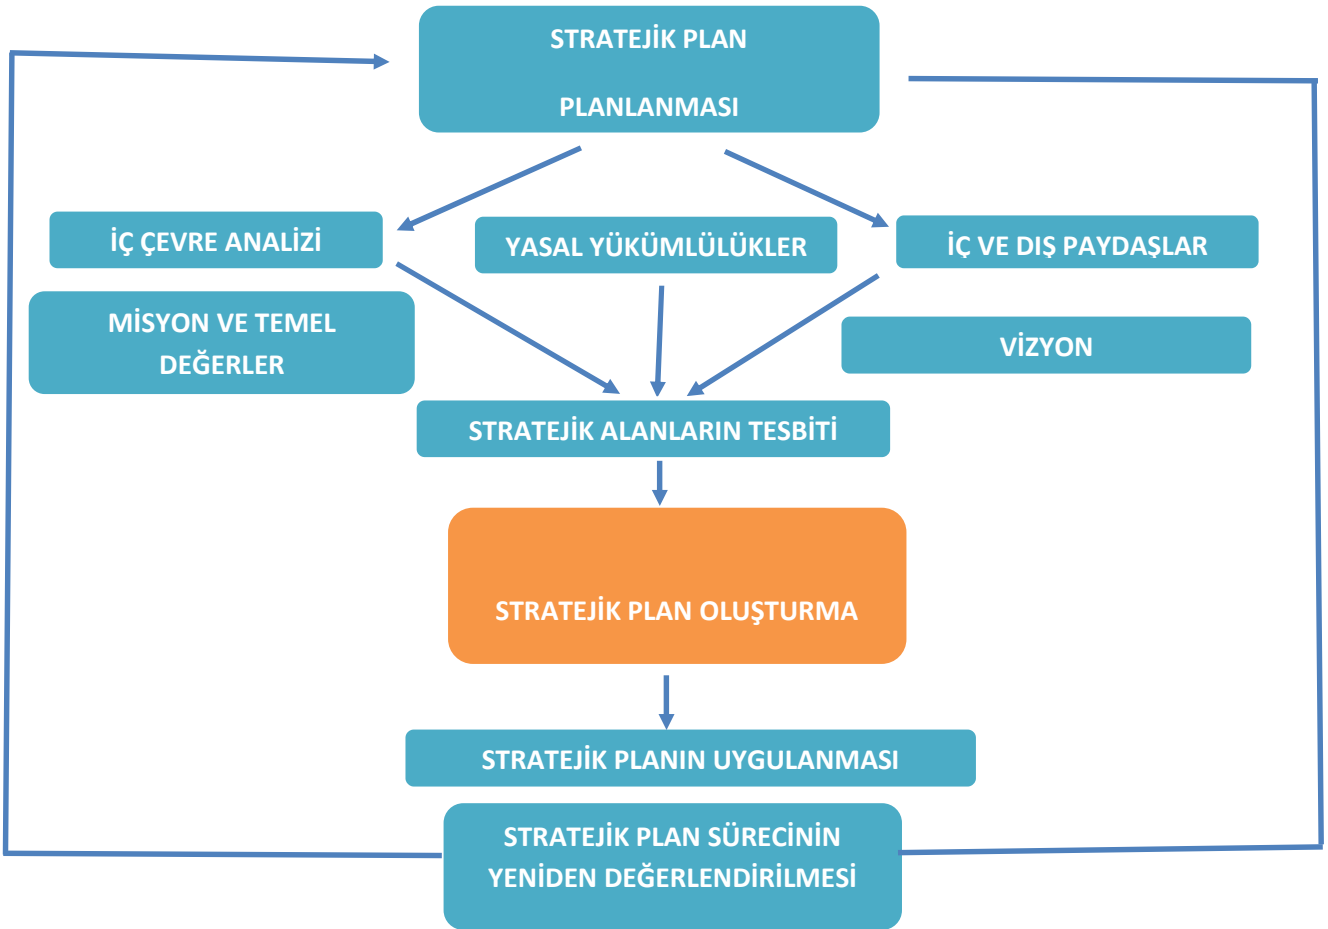 STRATEJİK PLAN
PLANLANMASI
İÇ ÇEVRE ANALİZİ
YASAL YÜKÜMLÜLÜKLER
İÇ VE DIŞ PAYDAŞLAR
MİSYON VE TEMEL
DEĞERLER
VİZYON
STRATEJİK ALANLARIN TESBİTİ
STRATEJİK PLAN OLUŞTURMA
STRATEJİK PLANIN UYGULANMASI
STRATEJİK PLAN SÜRECİNİN
YENİDEN DEĞERLENDİRİLMESİ